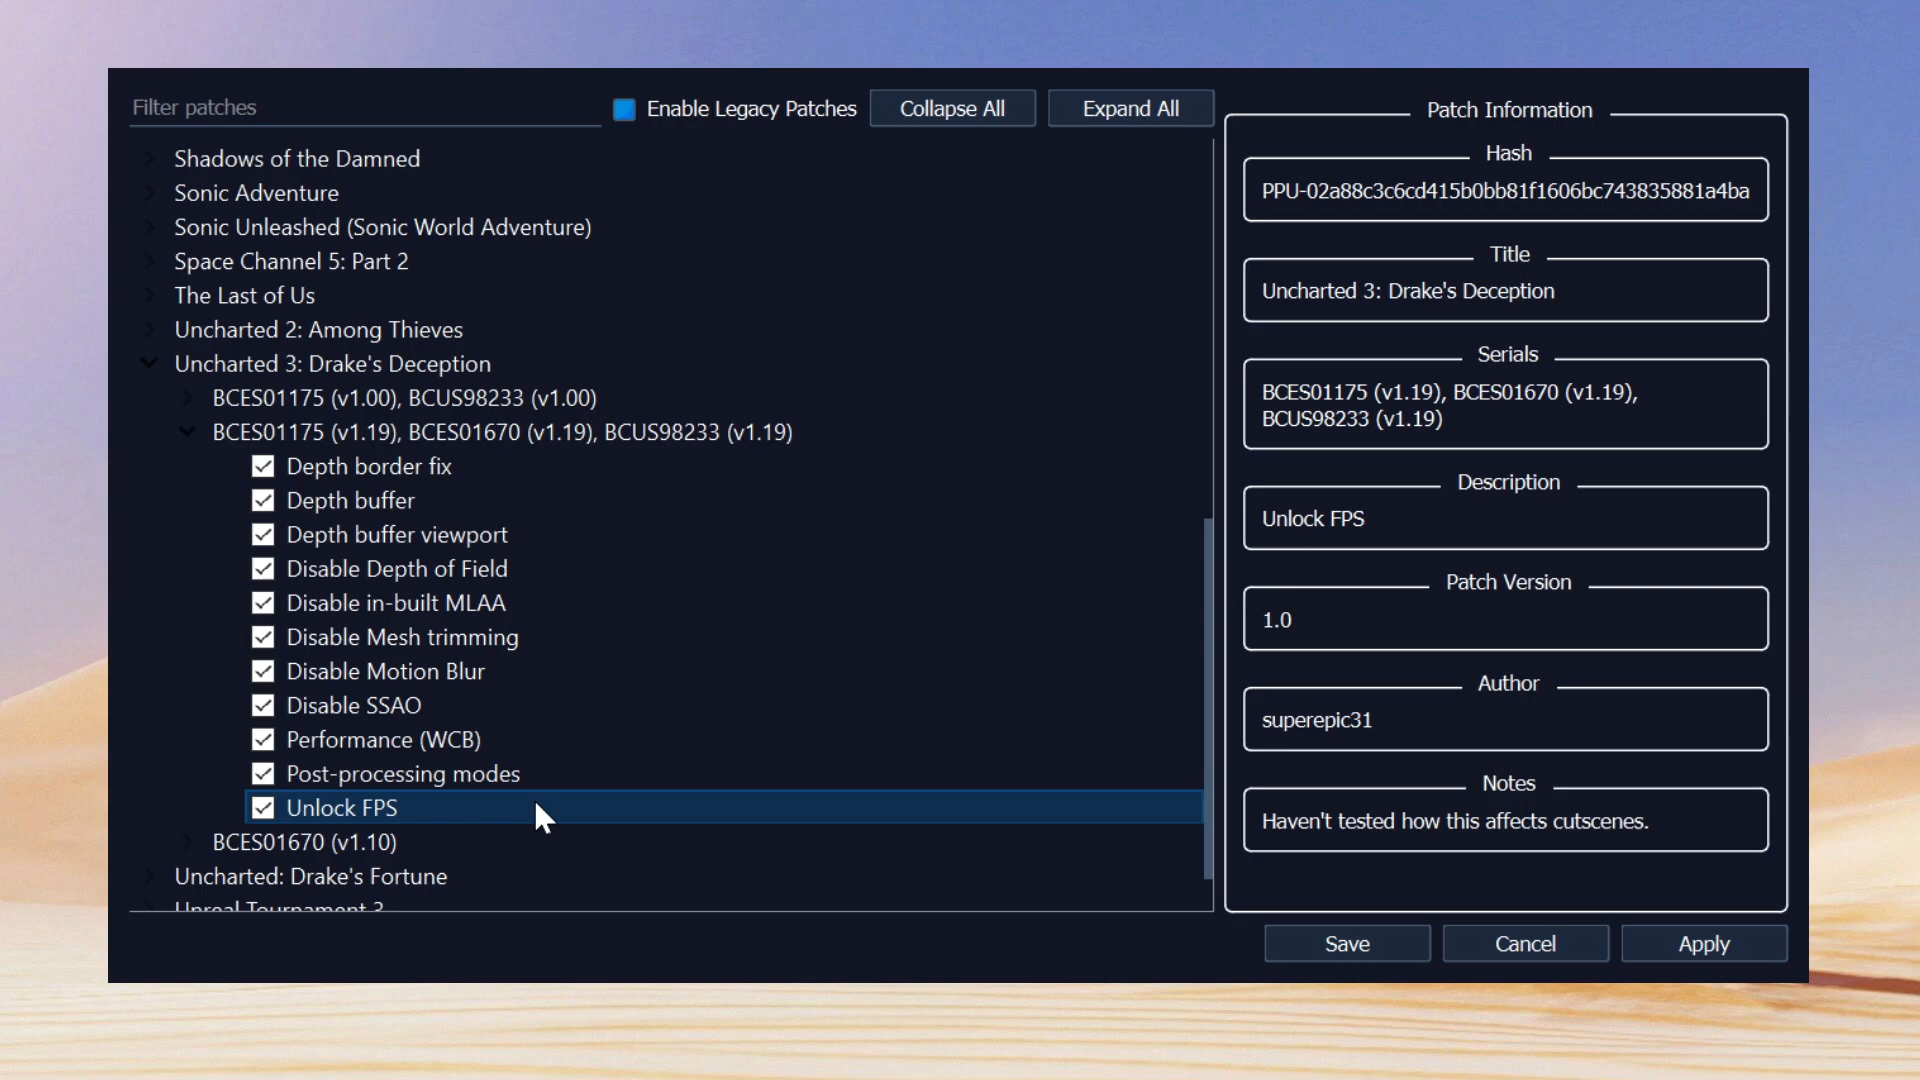 Filter patches
Enable Legacy Patches
Collapse All
Expand All
Shadows of the Damned
Sonic Adventure
Sonic Unleashed (Sonic World Adventure)
Space Channel 5: Part 2
The Last of Us
Uncharted 2: Among Thieves
Uncharted 3: Drake's Deception
BCES01175 (v1.00), BCUS98233 (v1.00)
BCES01175 (v1.19), BCES01670 (v1.19), BCUS98233 (v1.19)
Depth border fix
Depth buffer
Depth buffer viewport
Disable Depth of Field
Disable in-built MLAA
Disable Mesh trimming
Disable Motion Blur
Disable SSAO
Performance (WCB)
Post-processing modes
Unlock FPS
BCES01670 (v1.10)
Uncharted: Drake's Fortune
Unreal Tournament 3
Patch Information
Hash
PPU-02a88c3c6cd415b0bb81f1606bc743835881a4ba
Title
Uncharted 3: Drake's Deception
Serials
BCES01175 (v1.19), BCES01670 (v1.19),
BCUS98233 (v1.19)
Description
Unlock FPS
Patch Version
1.0
Author
superepic31
Notes
Haven't tested how this affects cutscenes.
Save
Cancel
Apply